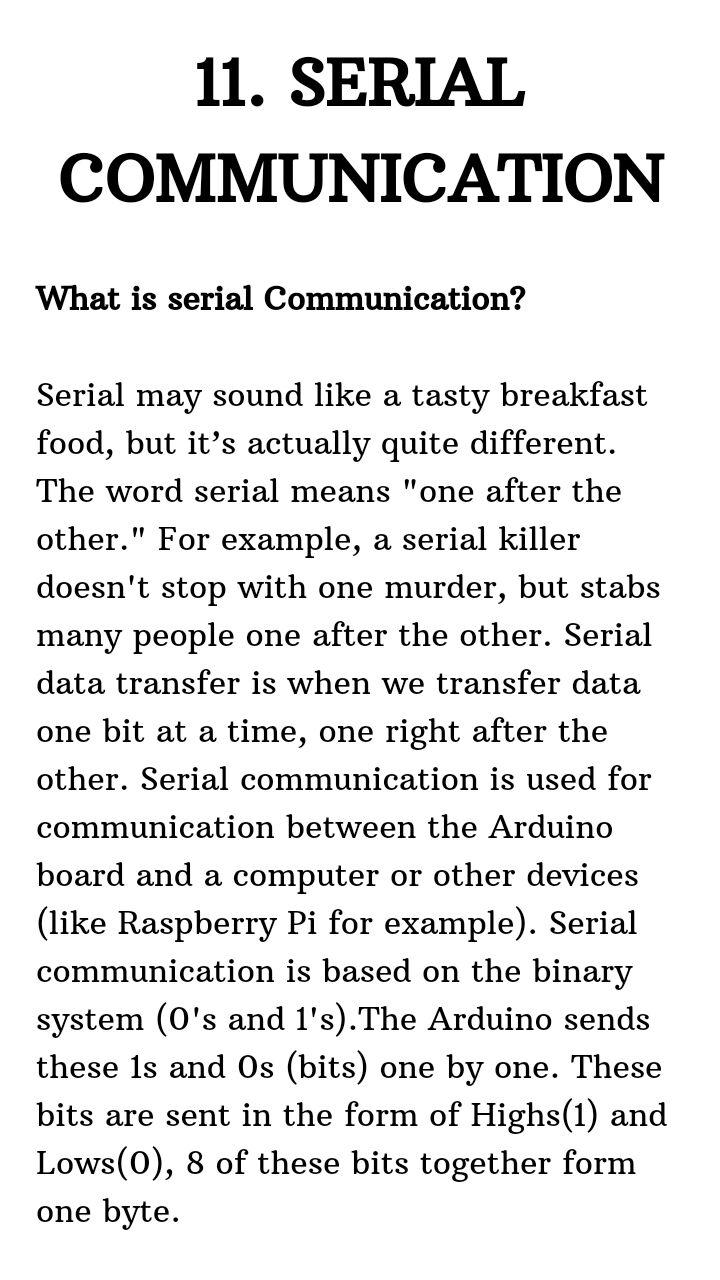 11. SERIAL
COMMUNICATION
What is serial Communication?
Serial may sound like a tasty breakfast
food, but it’s actually quite different.
The word serial means "one after the
other." For example, a serial killer
doesn't stop with one murder, but stabs
many people one after the other. Serial
data transfer is when we transfer data
one bit at a time, one right after the
other. Serial communication is used for
communication between the Arduino
board and a computer or other devices
(like Raspberry Pi for example). Serial
communication is based on the binary
system (0's and 1's).The Arduino sends
these 1s and 0s (bits) one by one. These
bits are sent in the form of Highs(1) and
Lows(0), 8 of these bits together form
one byte.